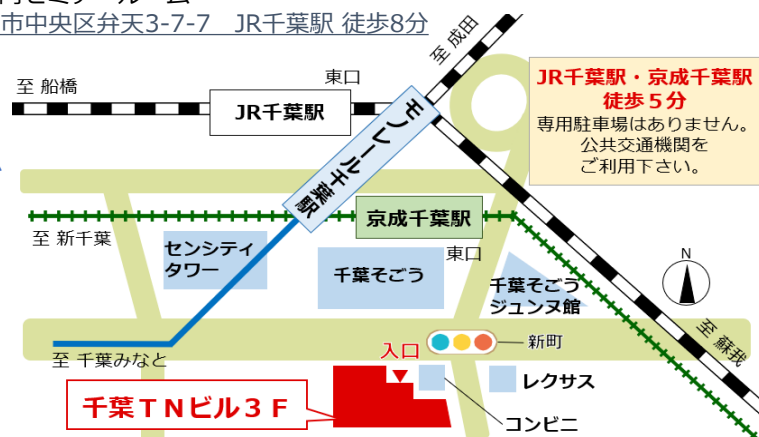 市中央区弁天3-7-7　JR千葉駅 徒歩8分
至 成田
至 船橋
東口
JR千葉駅
モノレール千葉駅
JR千葉駅・京成千葉駅
徒歩５分
専用駐車場はありません。
公共交通機関を
ご利用下さい。
至 新千葉
京成千葉駅
東口
センシティ
タワー
千葉そごう
千葉そごう
ジュンヌ館
N
至 蘇我
至 千葉みなと
入口
新町
レクサス
コンビニ
千葉ＴＮビル３Ｆ